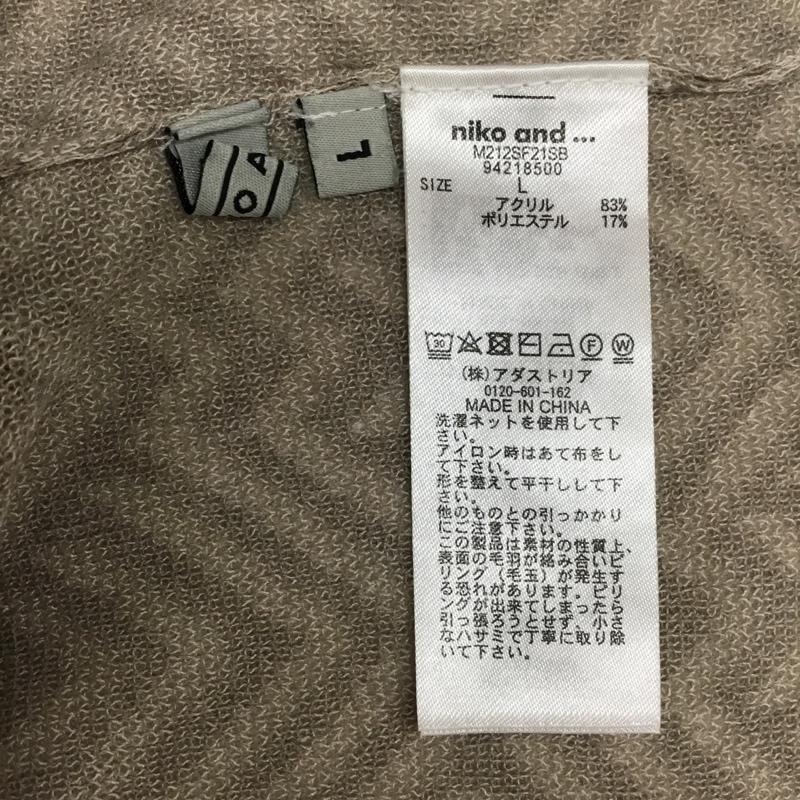 niko and ...
M212SF21SB
94218500
SIZE L
アクリル 83%
ポリエステル 17%
30
F W
(株)アダストリア
0120-601-162
MADE IN CHINA
洗濯ネットを使用して下
さい。
アイロン時はあて布をし
て下さい。
形を整えて平干しして下
さい。
他のものとの引っかかり
にご注意下さい。
この製品は素材の性質上、
表面の毛羽が絡み合いピ
リング(毛玉)が発生す
る恐れがあります。ピリ
ングが出来てしまったら
引っ張ろうとせず、小さ
なハサミで丁寧に取り除
いて下さい。
L
OA